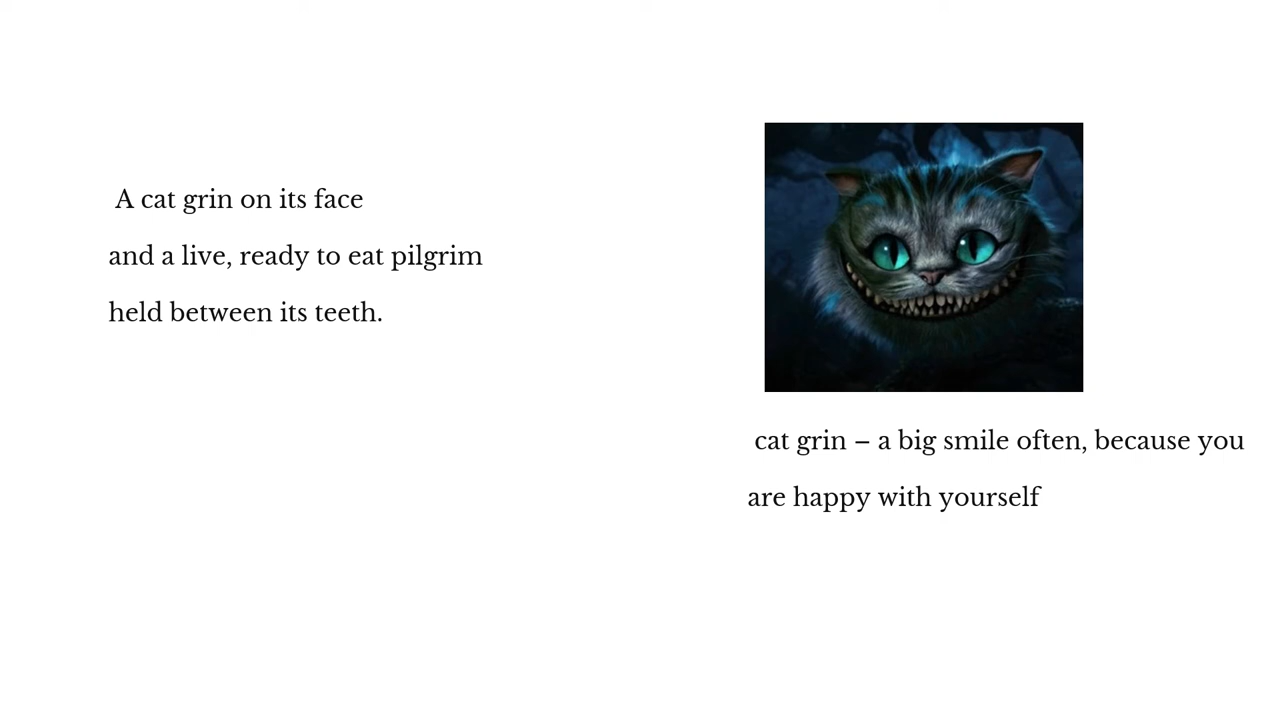 A cat grin on its face
and a live, ready to eat pilgrim
held between its teeth.
cat grin – a big smile often, because you
are happy with yourself